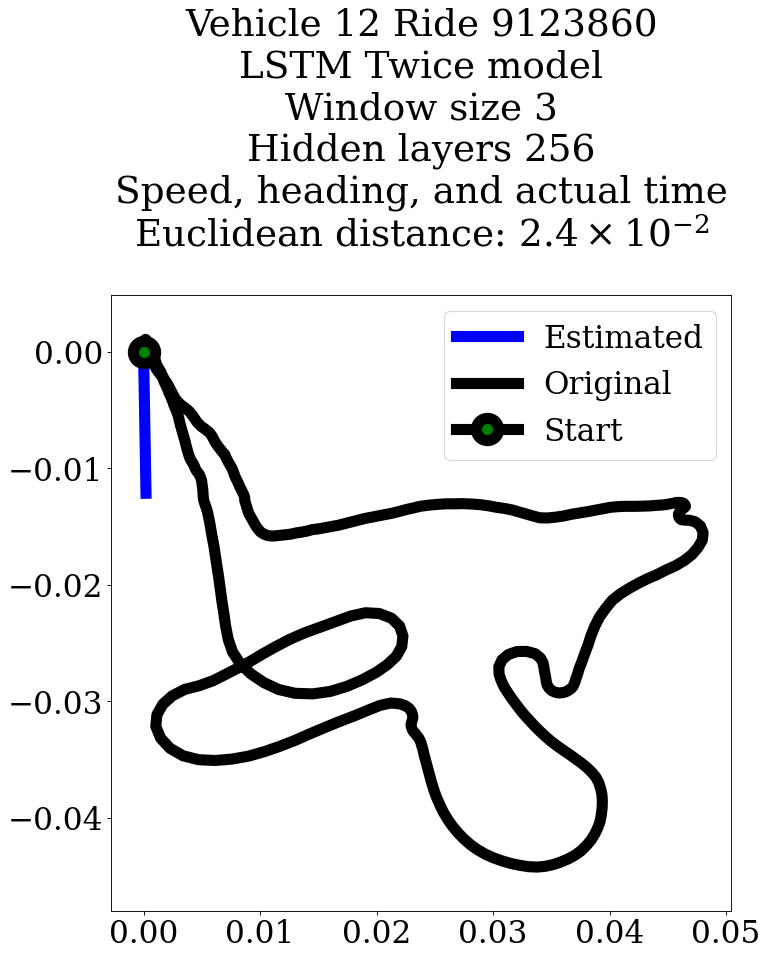 Vehicle 12 Ride 9123860
LSTM Twice model
Window size 3
Hidden layers 256
Speed, heading, and actual time
Euclidean distance: 2.4 × 10⁻²
Estimated
Original
Start
0.00
−0.01
−0.02
−0.03
−0.04
0.00 0.01 0.02 0.03 0.04 0.05